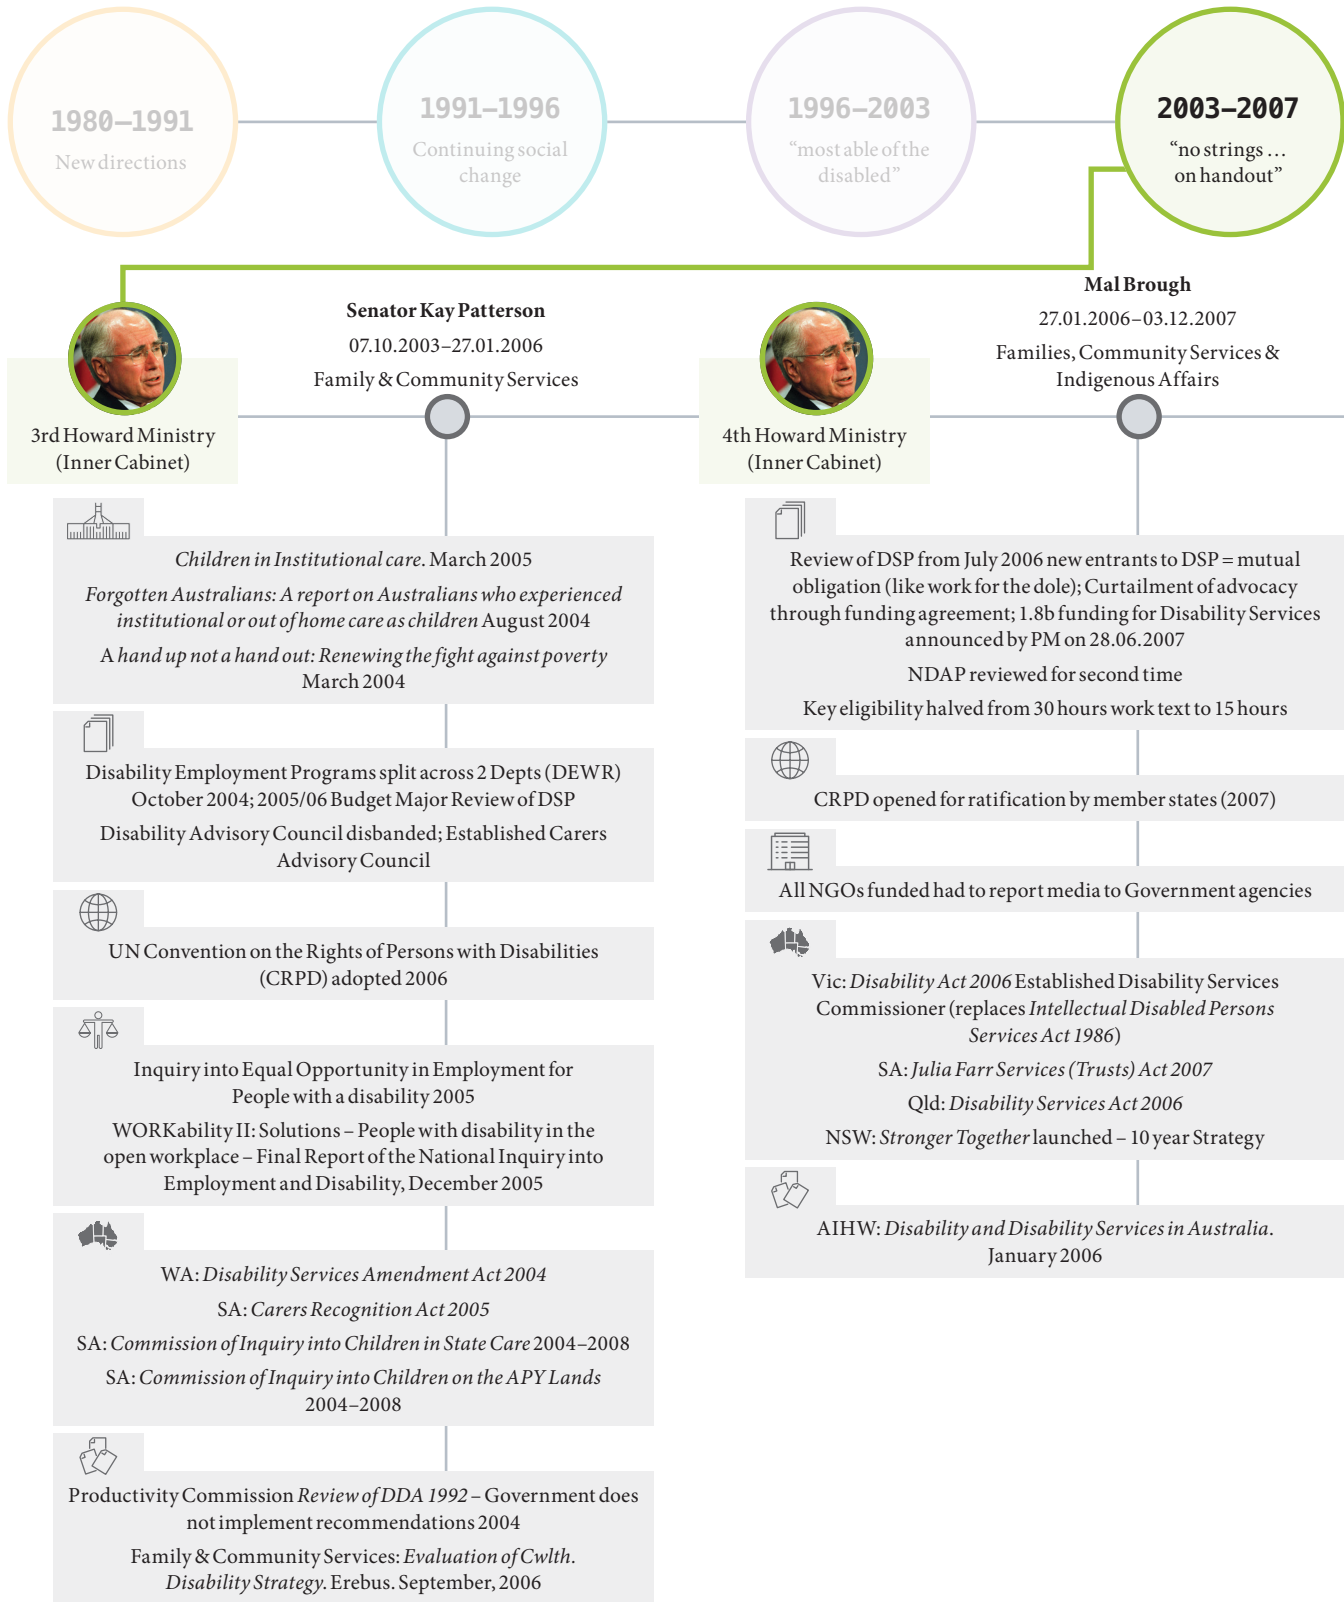 1980–1991
New directions
1991–1996
Continuing social
change
1996–2003
“most able of the
disabled”
2003–2007
“no strings …
on handout”
3rd Howard Ministry
(Inner Cabinet)
Senator Kay Patterson
07.10.2003–27.01.2006
Family & Community Services
Children in Institutional care. March 2005
Forgotten Australians: A report on Australians who experienced
institutional or out of home care as children August 2004
A hand up not a hand out: Renewing the fight against poverty
March 2004
Disability Employment Programs split across 2 Depts (DEWR)
October 2004; 2005/06 Budget Major Review of DSP
Disability Advisory Council disbanded; Established Carers
Advisory Council
UN Convention on the Rights of Persons with Disabilities
(CRPD) adopted 2006
Inquiry into Equal Opportunity in Employment for
People with a disability 2005
WORKability II: Solutions – People with disability in the
open workplace – Final Report of the National Inquiry into
Employment and Disability, December 2005
WA: Disability Services Amendment Act 2004
SA: Carers Recognition Act 2005
SA: Commission of Inquiry into Children in State Care 2004–2008
SA: Commission of Inquiry into Children on the APY Lands
2004–2008
Productivity Commission Review of DDA 1992 – Government does
not implement recommendations 2004
Family & Community Services: Evaluation of Cwlth.
Disability Strategy. Erebus. September, 2006
4th Howard Ministry
(Inner Cabinet)
Mal Brough
27.01.2006–03.12.2007
Families, Community Services &
Indigenous Affairs
Review of DSP from July 2006 new entrants to DSP = mutual
obligation (like work for the dole); Curtailment of advocacy
through funding agreement; 1.8b funding for Disability Services
announced by PM on 28.06.2007
NDAP reviewed for second time
Key eligibility halved from 30 hours work text to 15 hours
CRPD opened for ratification by member states (2007)
All NGOs funded had to report media to Government agencies
Vic: Disability Act 2006 Established Disability Services
Commissioner (replaces Intellectual Disabled Persons
Services Act 1986)
SA: Julia Farr Services (Trusts) Act 2007
Qld: Disability Services Act 2006
NSW: Stronger Together launched – 10 year Strategy
AIHW: Disability and Disability Services in Australia.
January 2006